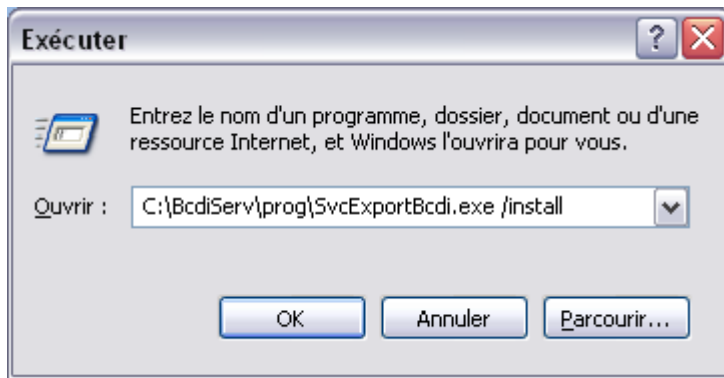 Exécuter
Entrez le nom d'un programme, dossier, document ou d'une
ressource Internet, et Windows l'ouvrira pour vous.
Ouvrir :
C:\BcdiServ\prog\SvcExportBcdi.exe /install
OK
Annuler
Parcourir...